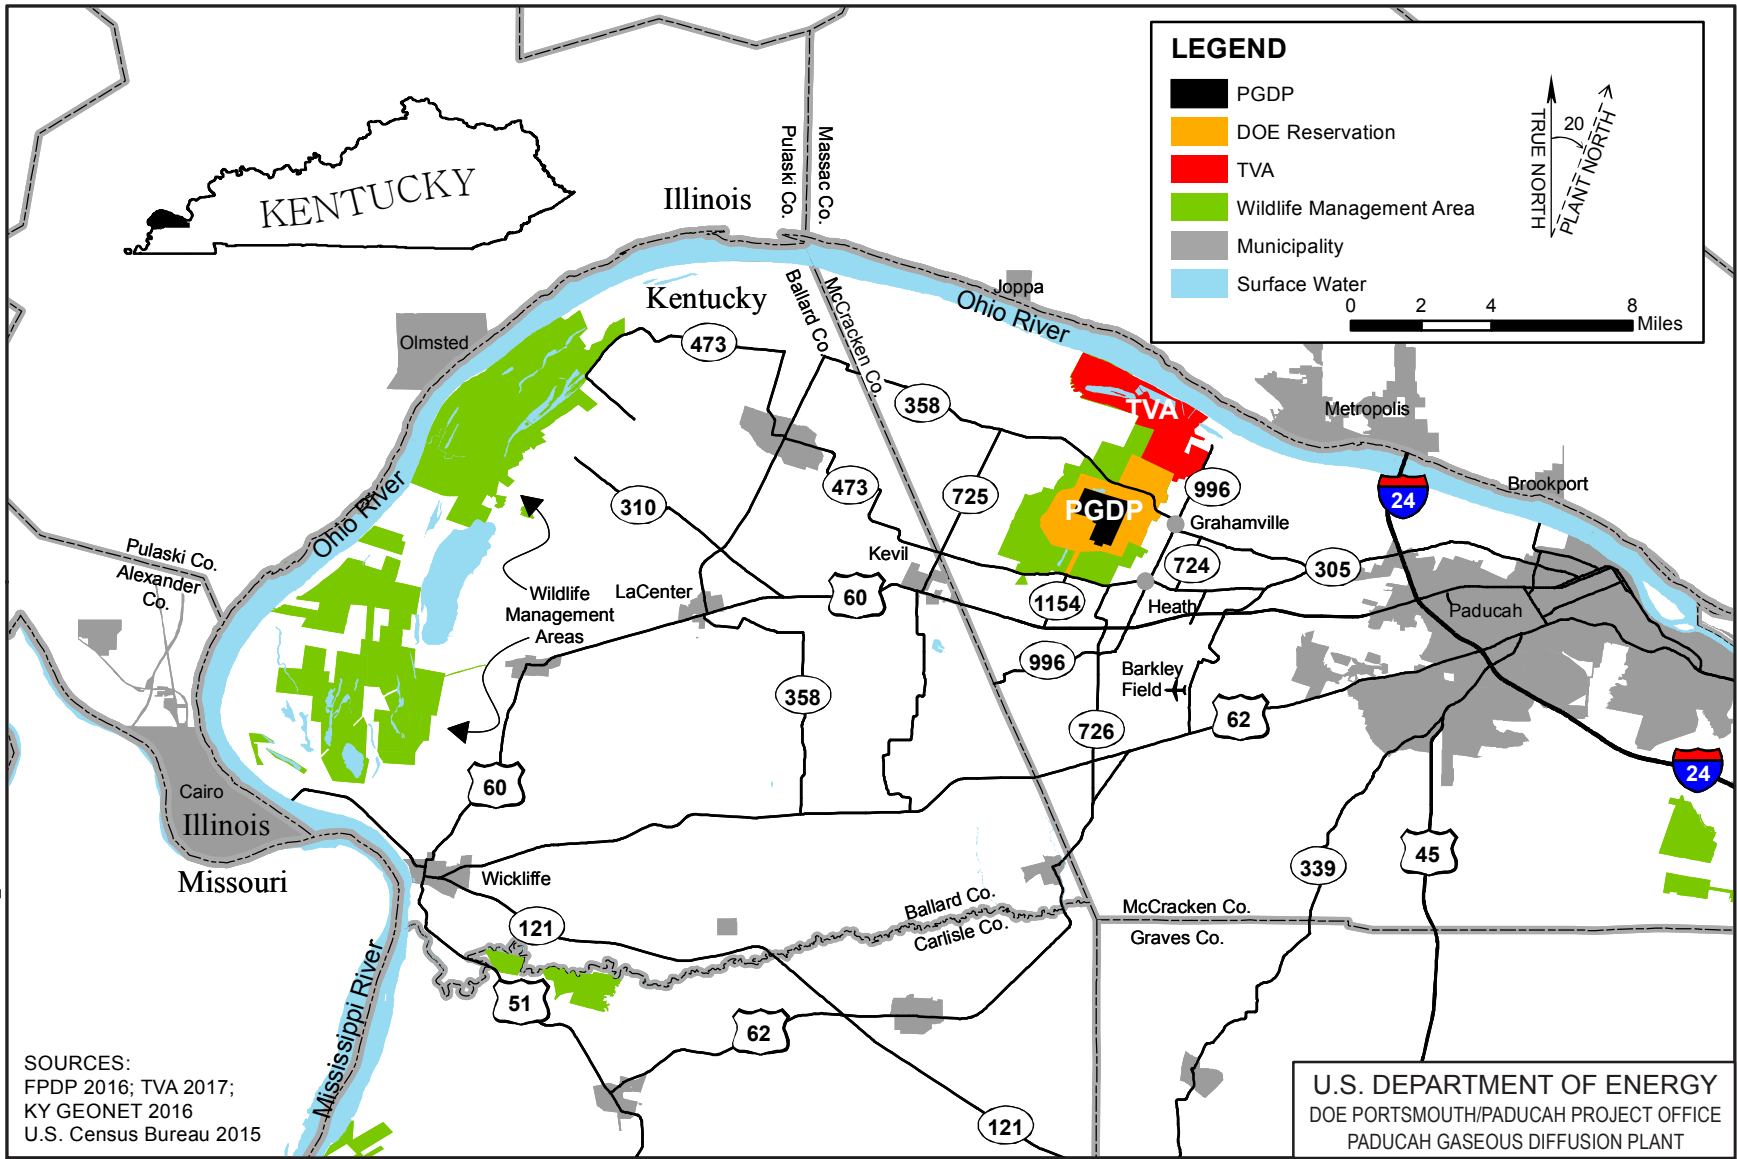 LEGEND
PGDP
DOE Reservation
TVA
Wildlife Management Area
Municipality
Surface Water
TRUE NORTH
20
PLANT NORTH
0 2 4 8
Miles
KENTUCKY
Pulaski Co.
Massac Co.
Illinois
Kentucky
Ballard Co.
McCracken Co.
Ohio River
Joppa
Olmsted
473
358
TVA
Metropolis
Ohio River
310
473
725
PGDP
996
24
Brookport
Grahamville
Pulaski Co.
Alexander
Co.
Kevil
724
305
Wildlife
Management
Areas
LaCenter
60
1154
Heath
Paducah
996
Barkley
Field
358
726
62
60
24
Cairo
Illinois
Missouri
Wickliffe
339
45
121
Ballard Co.
Carlisle Co.
McCracken Co.
Graves Co.
51
62
Mississippi River
121
SOURCES:
FPDP 2016; TVA 2017;
KY GEONET 2016
U.S. Census Bureau 2015
U.S. DEPARTMENT OF ENERGY
DOE PORTSMOUTH/PADUCAH PROJECT OFFICE
PADUCAH GASEOUS DIFFUSION PLANT